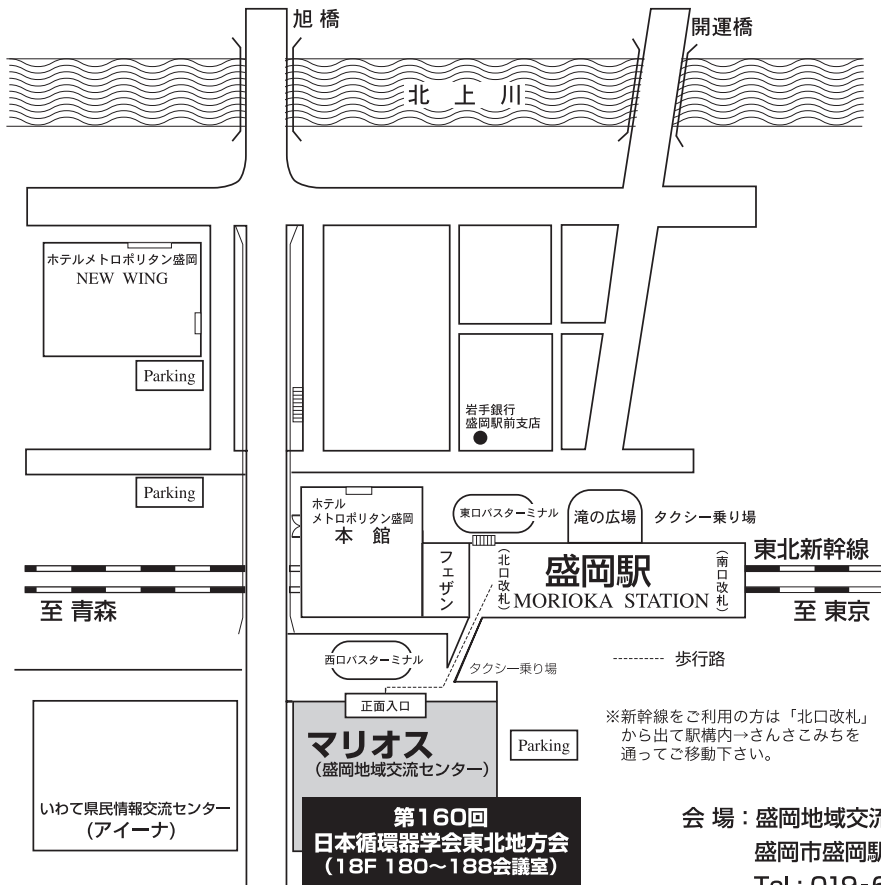 旭橋
開運橋
北上川
ホテルメトロポリタン盛岡
NEW WING
Parking
岩手銀行
盛岡駅前支店
Parking
ホテル
メトロポリタン盛岡
本館
東口バスターミナル
滝の広場
タクシー乗り場
フェザン
(北口改札)
盛岡駅
MORIOKA STATION
(南口改札)
東北新幹線
至 青森
至 東京
西口バスターミナル
タクシー乗り場
歩行路
正面入口
マリオス
(盛岡地域交流センター)
Parking
※新幹線をご利用の方は「北口改札」
から出て駅構内→さんさこみちを
通ってご移動下さい。
いわて県民情報交流センター
(アイーナ)
第160回
日本循環器学会東北地方会
(18F 180〜188会議室)
会 場:盛岡地域交流
盛岡市盛岡駅
Tel : 019-6